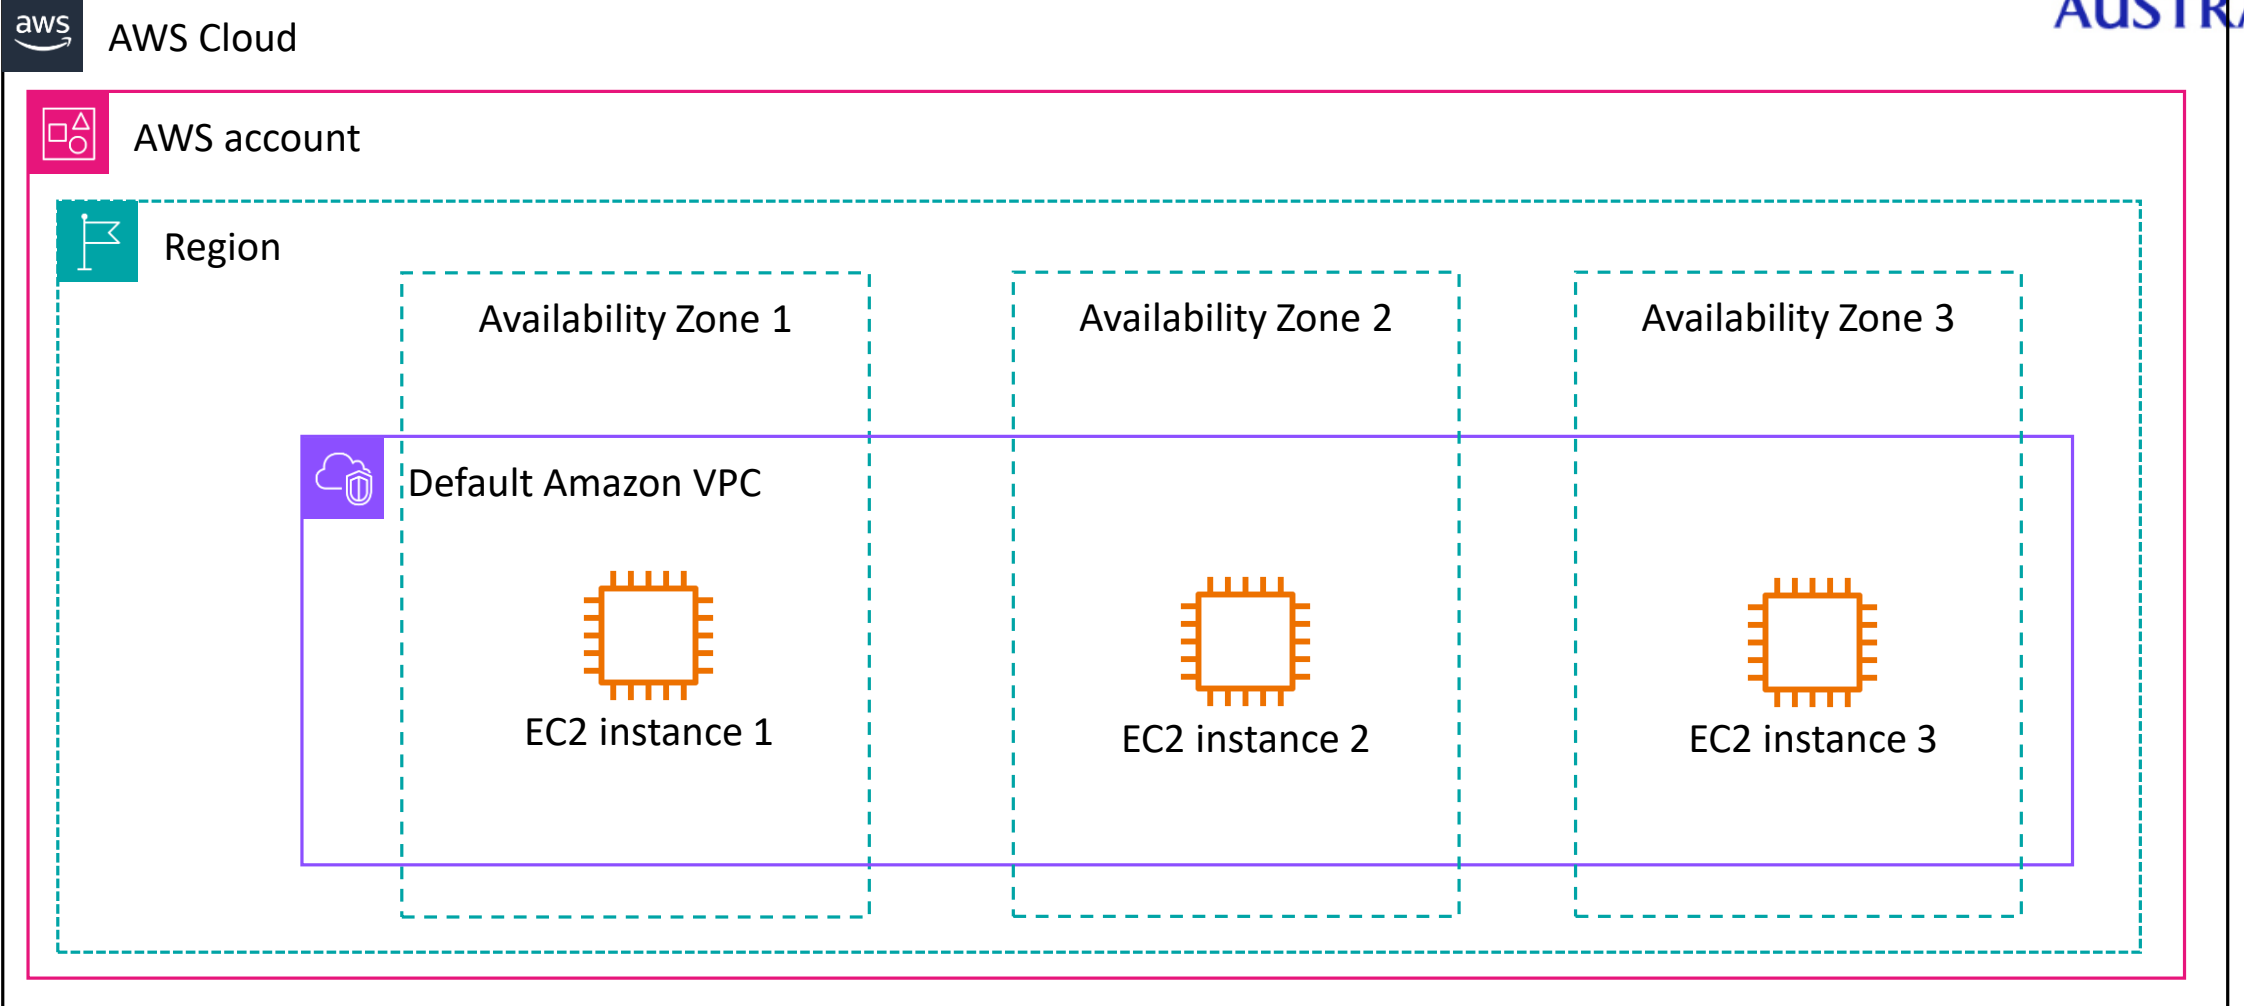 aws
AWS Cloud
AWS account
Region
Availability Zone 1
Availability Zone 2
Availability Zone 3
Default Amazon VPC
EC2 instance 1
EC2 instance 2
EC2 instance 3